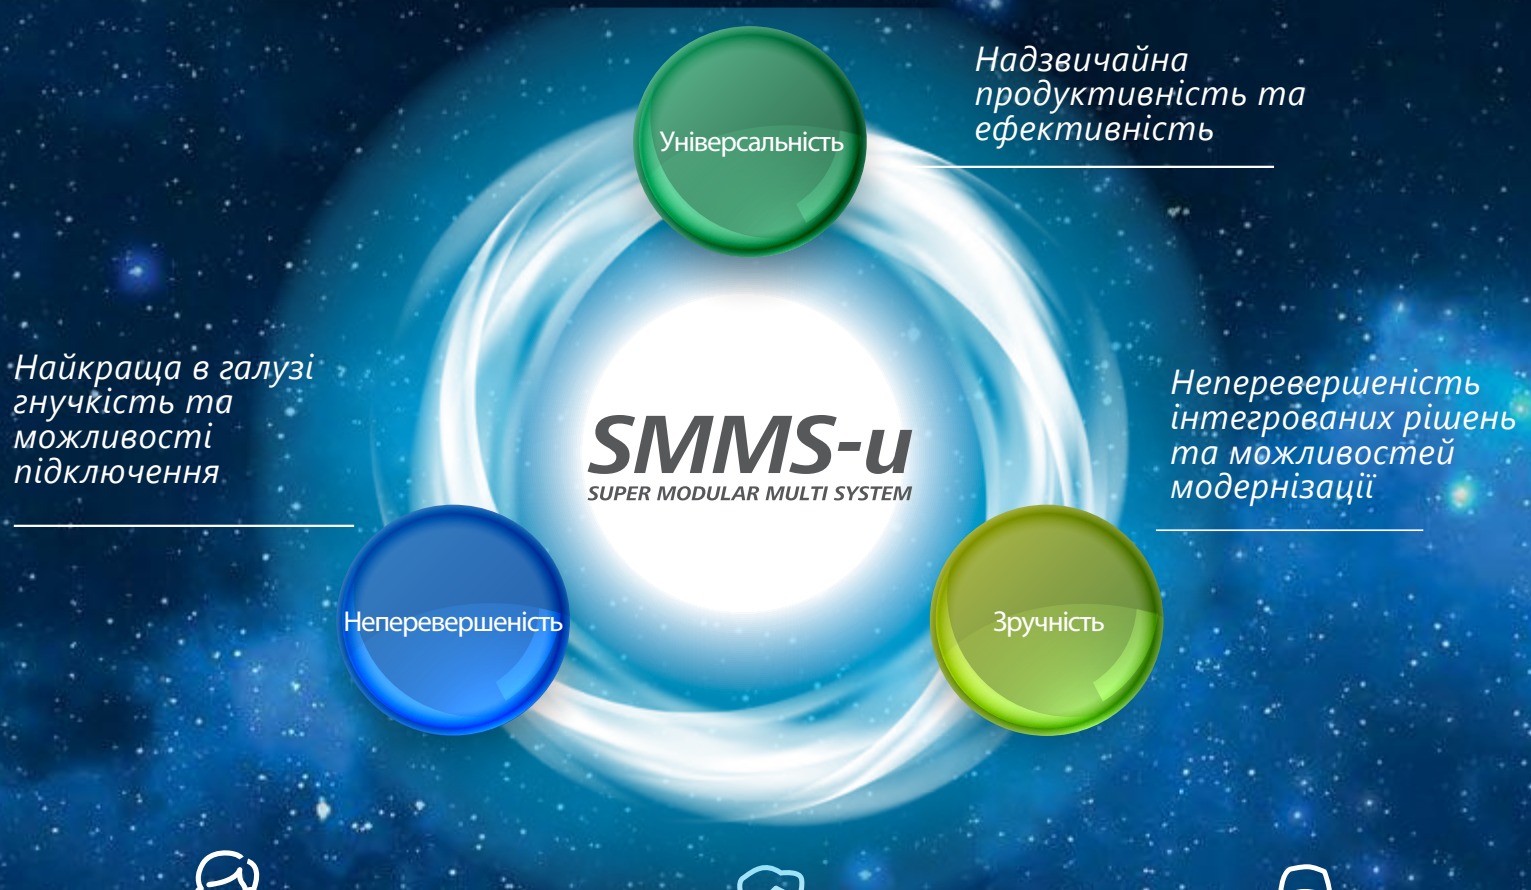 Надзвичайна
продуктивність та
ефективність
Універсальність
Найкраща в галузі
гнучкість та
можливості
підключення
Неперевершеність
інтегрованих рішень
та можливостей
модернізації
SMMS-u
SUPER MODULAR MULTI SYSTEM
Неперевершеність
Зручність